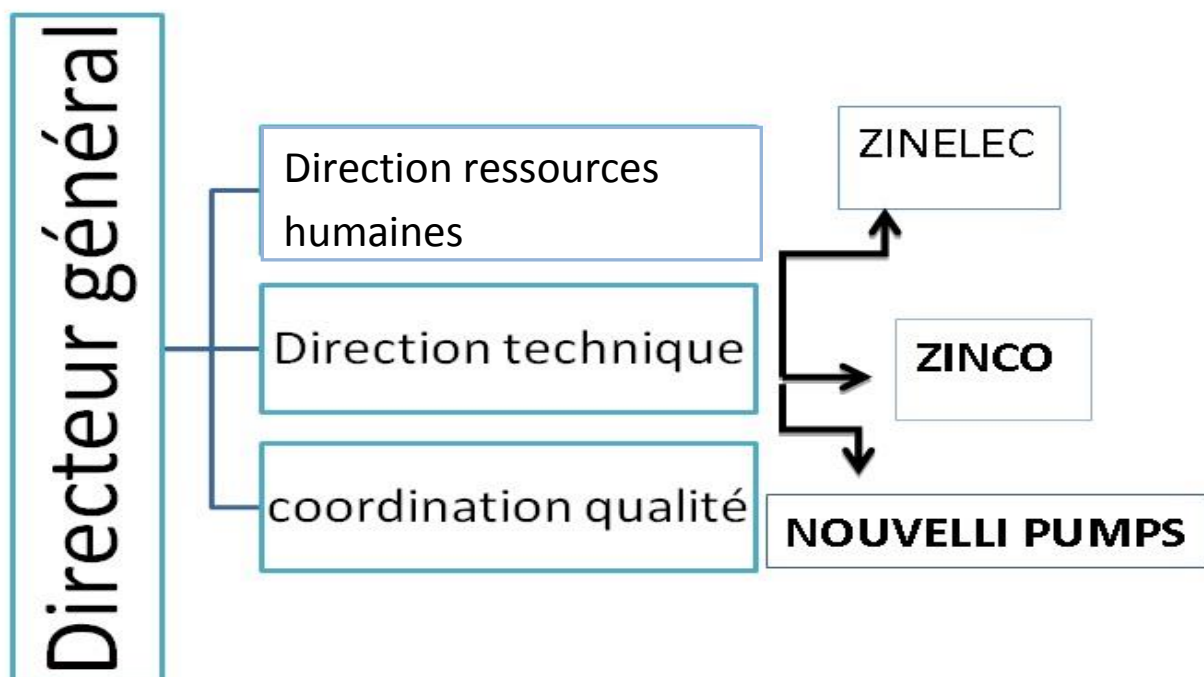 Directeur général
Direction ressources
humaines
Direction technique
coordination qualité
ZINELEC
ZINCO
NOUVELLI PUMPS